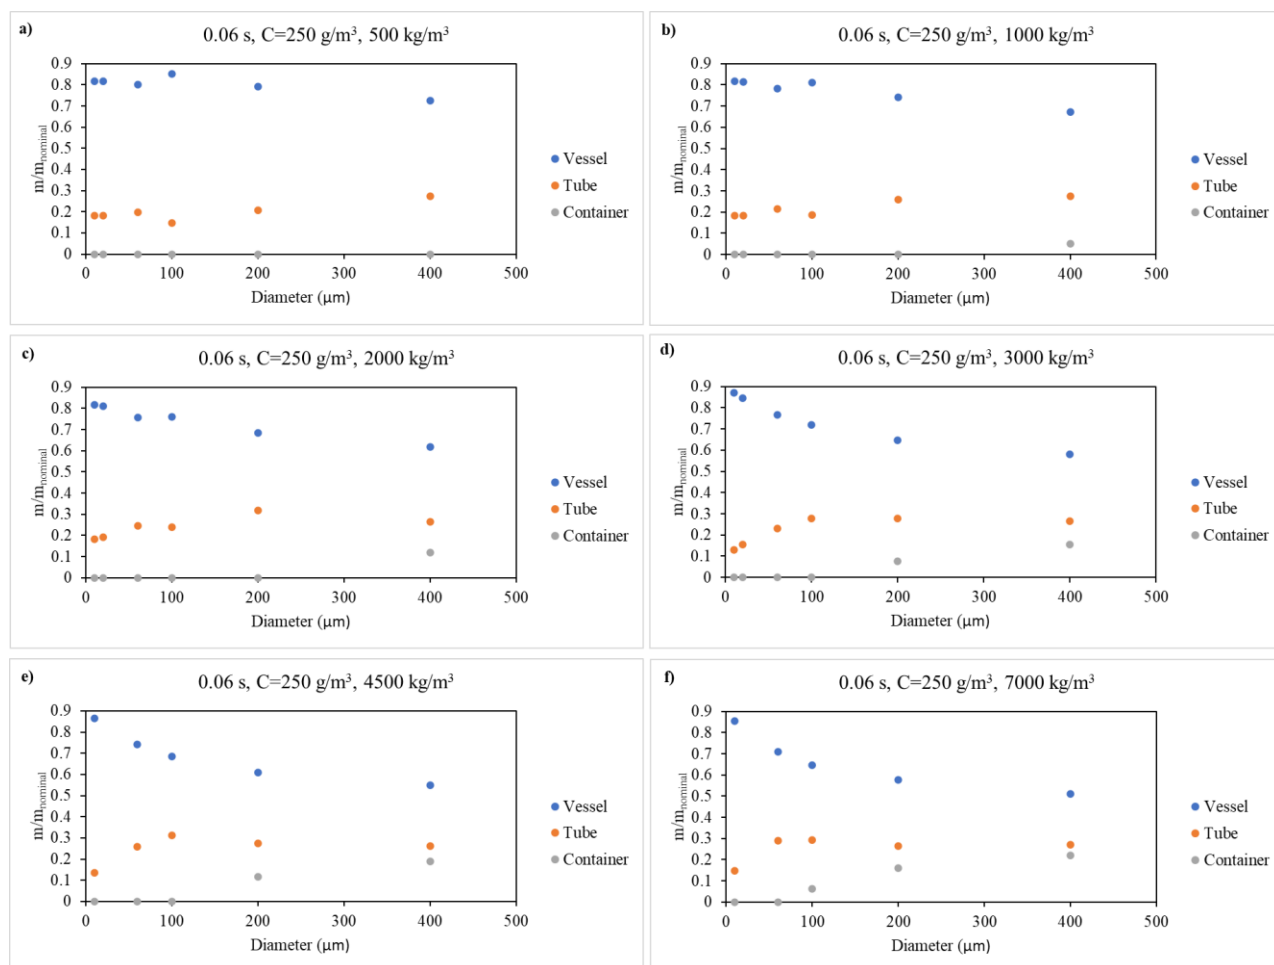 a)
0.06 s, C=250 g/m³, 500 kg/m³
0.9
0.8
0.7
0.6
0.5
0.4
0.3
0.2
0.1
0
m/mnominal
0 100 200 300 400 500
Diameter (µm)
Vessel
Tube
Container
b)
0.06 s, C=250 g/m³, 1000 kg/m³
0.9
0.8
0.7
0.6
0.5
0.4
0.3
0.2
0.1
0
m/mnominal
0 100 200 300 400 500
Diameter (µm)
Vessel
Tube
Container
c)
0.06 s, C=250 g/m³, 2000 kg/m³
0.9
0.8
0.7
0.6
0.5
0.4
0.3
0.2
0.1
0
m/mnominal
0 100 200 300 400 500
Diameter (µm)
Vessel
Tube
Container
d)
0.06 s, C=250 g/m³, 3000 kg/m³
0.9
0.8
0.7
0.6
0.5
0.4
0.3
0.2
0.1
0
m/mnominal
0 100 200 300 400 500
Diameter (µm)
Vessel
Tube
Container
e)
0.06 s, C=250 g/m³, 4500 kg/m³
0.9
0.8
0.7
0.6
0.5
0.4
0.3
0.2
0.1
0
m/mnominal
0 100 200 300 400 500
Diameter (µm)
Vessel
Tube
Container
f)
0.06 s, C=250 g/m³, 7000 kg/m³
0.9
0.8
0.7
0.6
0.5
0.4
0.3
0.2
0.1
0
m/mnominal
0 100 200 300 400 500
Diameter (µm)
Vessel
Tube
Container